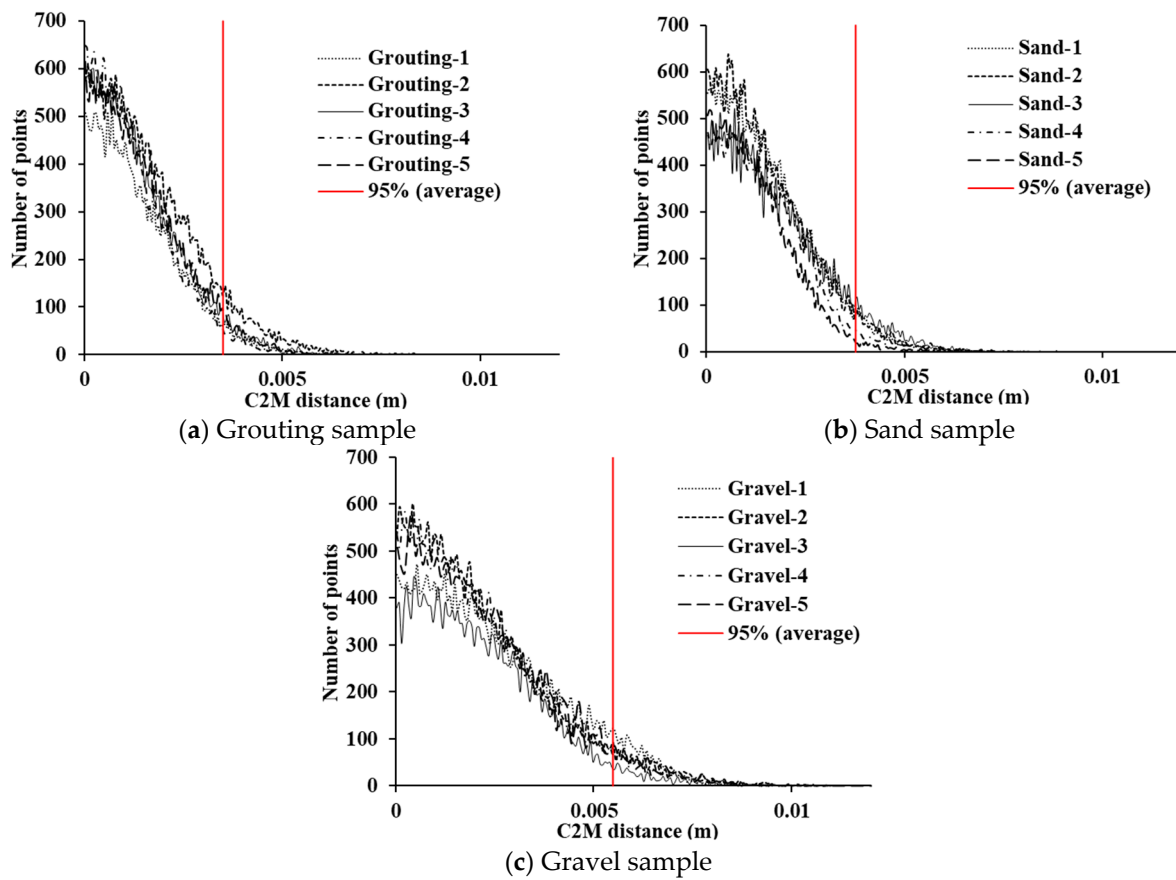 700
600
500
400
300
200
100
0
Number of points
Grouting-1
Grouting-2
Grouting-3
Grouting-4
Grouting-5
95% (average)
0 0.005 0.01
C2M distance (m)
(a) Grouting sample
700
600
500
400
300
200
100
0
Number of points
Sand-1
Sand-2
Sand-3
Sand-4
Sand-5
95% (average)
0 0.005 0.01
C2M distance (m)
(b) Sand sample
700
600
500
400
300
200
100
0
Number of points
Gravel-1
Gravel-2
Gravel-3
Gravel-4
Gravel-5
95% (average)
0 0.005 0.01
C2M distance (m)
(c) Gravel sample